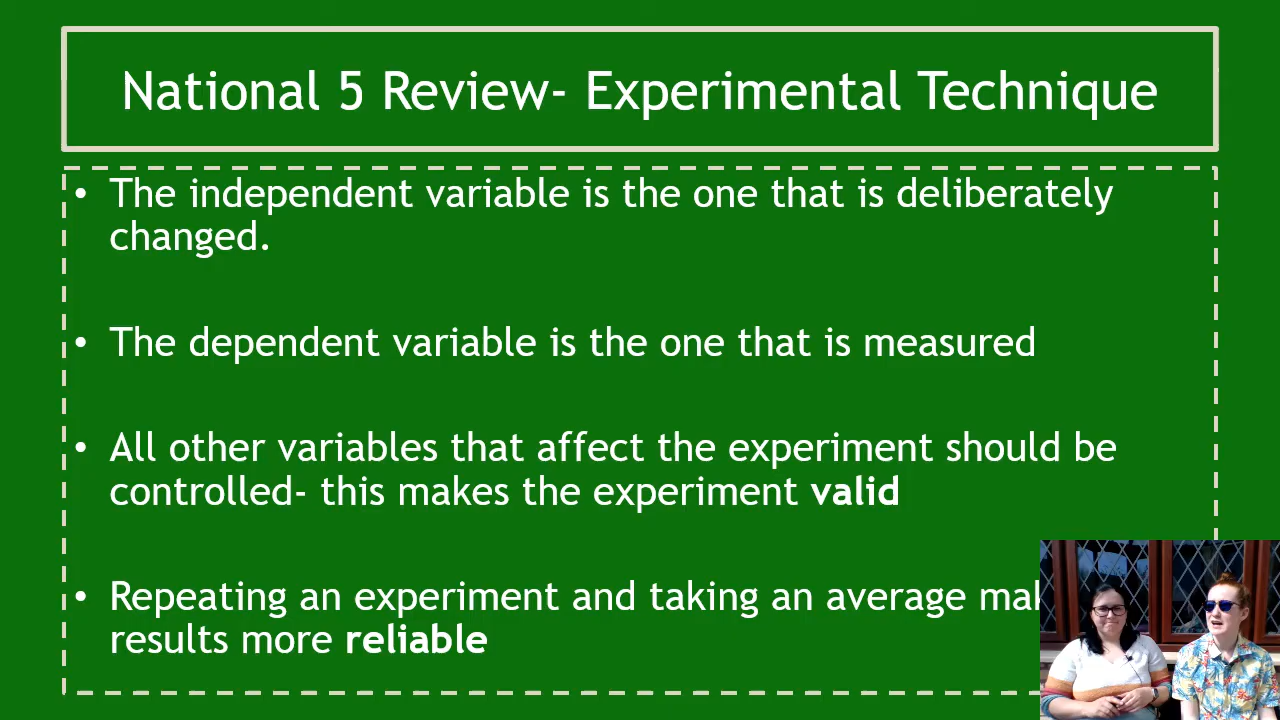 National 5 Review- Experimental Technique
• The independent variable is the one that is deliberately
changed.
• The dependent variable is the one that is measured
• All other variables that affect the experiment should be
controlled- this makes the experiment valid
• Repeating an experiment and taking an average
results more reliable